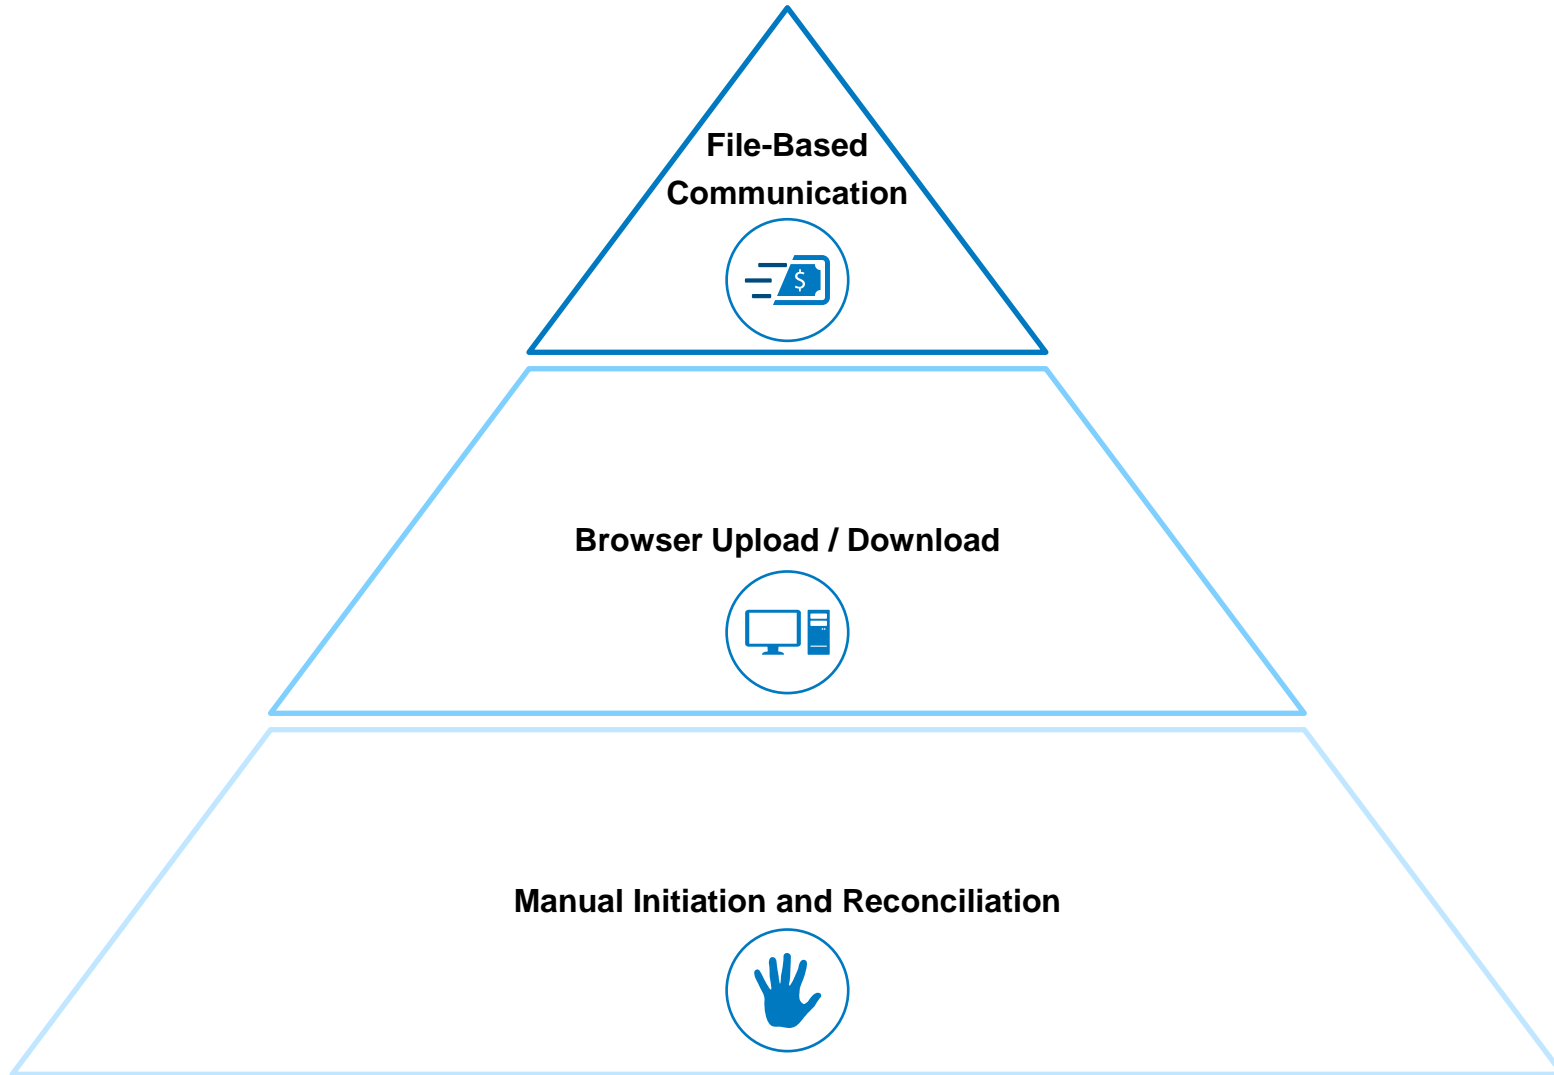 File-Based
Communication
$
Browser Upload / Download
Manual Initiation and Reconciliation